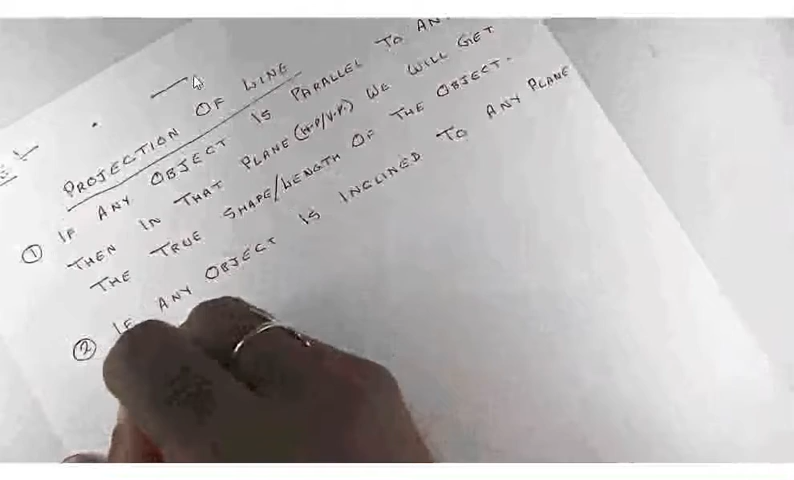 PROJECTION OF LINE
① IF ANY OBJECT IS PARALLEL TO AN
THEN IN THAT PLANE (H.P/V.P.) WE WILL GET
THE TRUE SHAPE/LENGTH OF THE OBJECT.
② IF ANY OBJECT IS INCLINED TO ANY PLANE